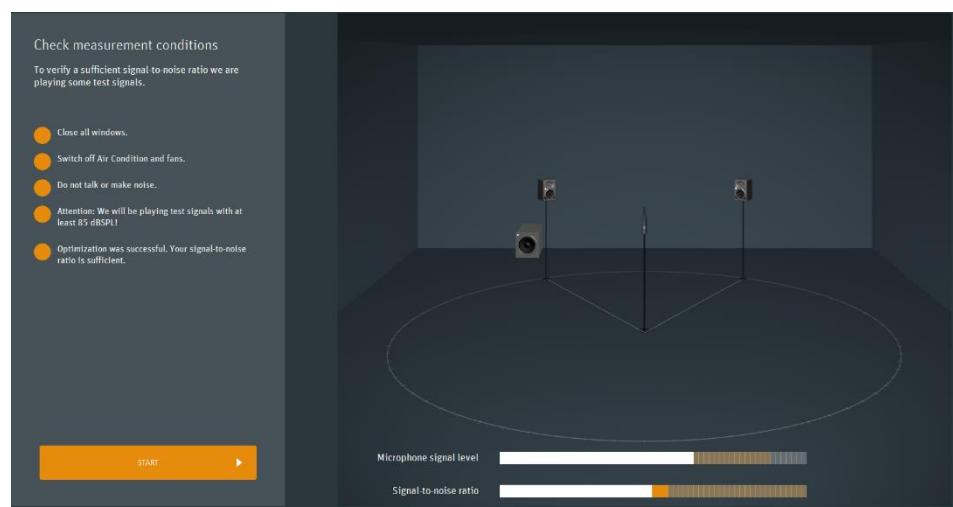 Check measurement conditions
To verify a sufficient signal-to-noise ratio we are
playing some test signals.
Close all windows.
Switch off Air Condition and fans.
Do not talk or make noise.
Attention: We will be playing test signals with at
least 85 dBSPL!
Optimization was successful. Your signal-to-noise
ratio is sufficient.
START
Microphone signal level
Signal-to-noise ratio